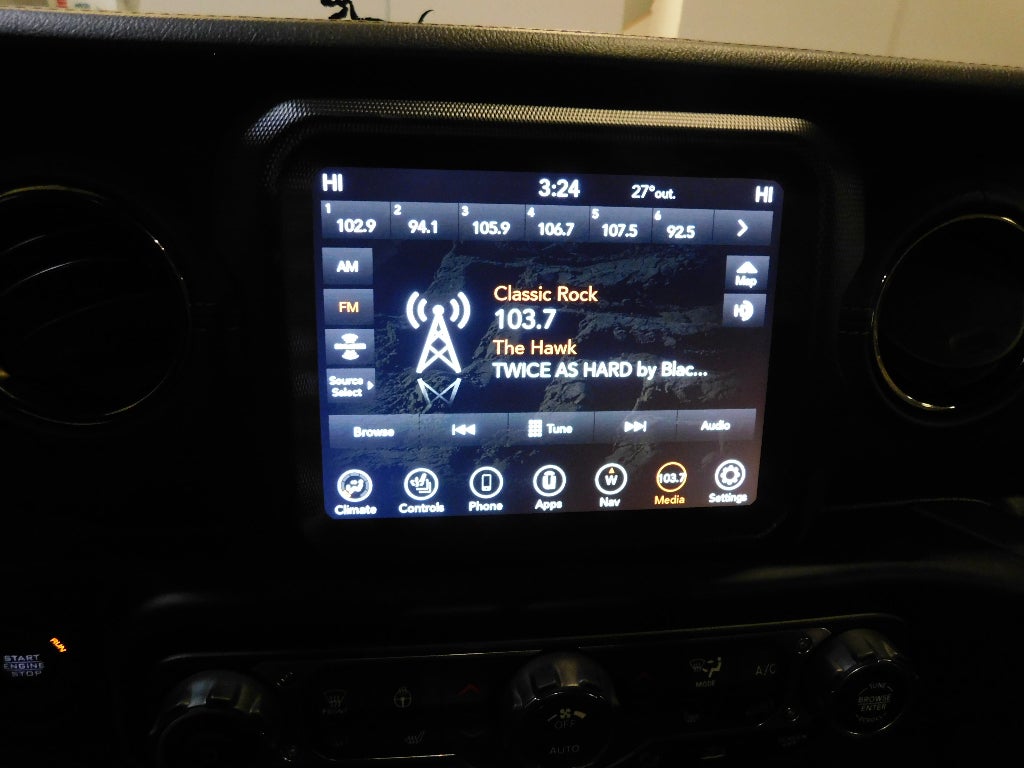 HI 3:24 27°out. HI
1 2 3 4 5 6
102.9 94.1 105.9 106.7 107.5 92.5
AM
FM
Source
Select
Classic Rock
103.7
The Hawk
TWICE AS HARD by Blac...
Map
Browse Tune Audio
W 103.7
Climate Controls Phone Apps Nav Media Settings
RUN
START
ENGINE
STOP
MODE A/C
OFF
AUTO
TUNE
BROWSE
ENTER